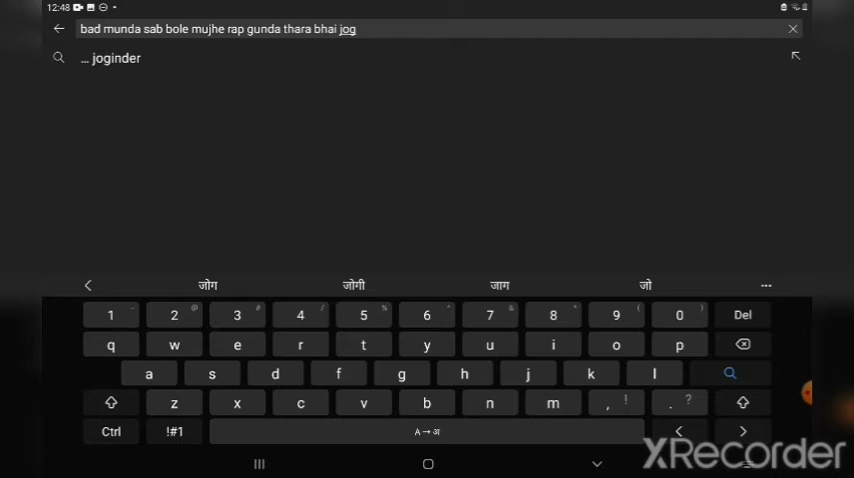 12:48
bad munda sab bole mujhe rap gunda thara bhai jog
... joginder
जोग जोगी जाग जो
1 2 3 4 5 6 7 8 9 0 Del
q w e r t y u i o p
a s d f g h j k l
z x c v b n m , ! . ?
Ctrl !#1 A→अ < >
XRecorder